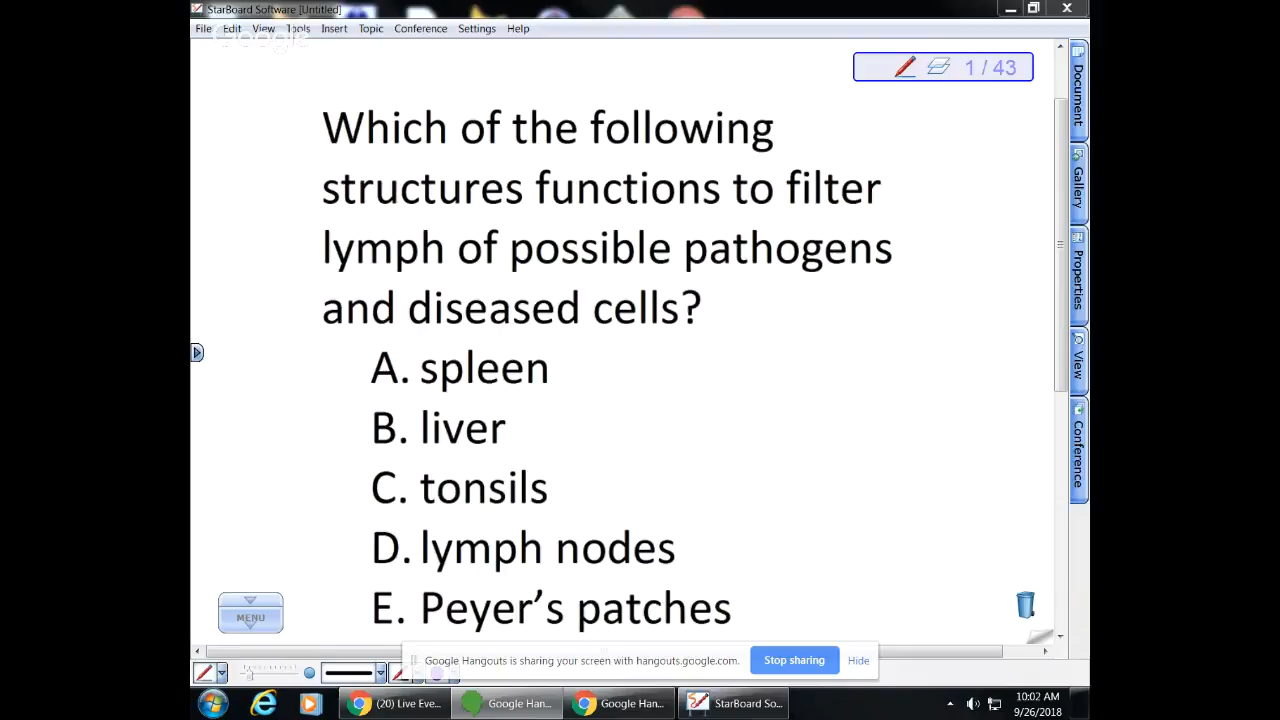 StarBoard Software [Untitled]
File Edit View Tools Insert Topic Conference Settings Help
Google
1 / 43
Document
Gallery
Properties
View
Conference
Which of the following
structures functions to filter
lymph of possible pathogens
and diseased cells?
A. spleen
B. liver
C. tonsils
D. lymph nodes
E. Peyer’s patches
MENU
Google Hangouts is sharing your screen with hangouts.google.com.
Stop sharing
Hide
(20) Live Eve...
Google Han...
Google Han...
StarBoard So...
10:02 AM
9/26/2018